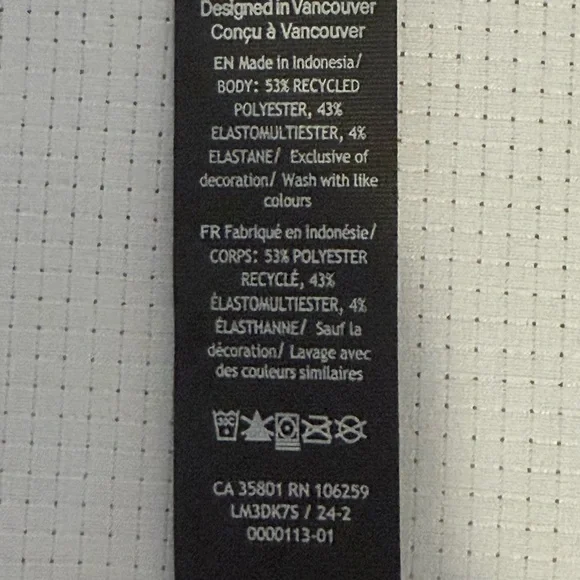 Designed in Vancouver
Conçu à Vancouver
EN Made in Indonesia/
BODY: 53% RECYCLED
POLYESTER, 43%
ELASTOMULTIESTER, 4%
ELASTANE/ Exclusive of
decoration/ Wash with like
colours
FR Fabriqué en Indonésie/
CORPS: 53% POLYESTER
RECYCLÉ, 43%
ÉLASTOMULTIESTER, 4%
ÉLASTHANNE/ Sauf la
décoration/ Lavage avec
des couleurs similaires
30C
CA 35801 RN 106259
LM3DK7S / 24-2
0000113-01